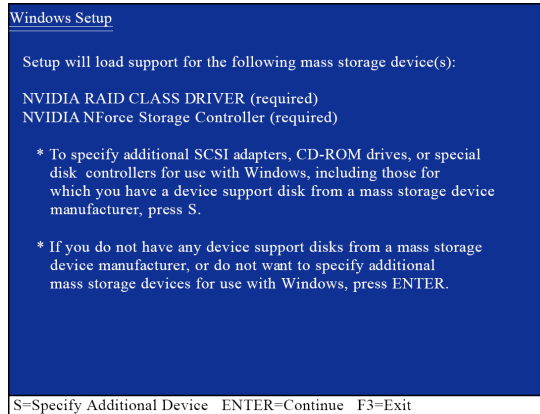 Windows Setup
Setup will load support for the following mass storage device(s):
NVIDIA RAID CLASS DRIVER (required)
NVIDIA NForce Storage Controller (required)
* To specify additional SCSI adapters, CD-ROM drives, or special
disk controllers for use with Windows, including those for
which you have a device support disk from a mass storage device
manufacturer, press S.
* If you do not have any device support disks from a mass storage
device manufacturer, or do not want to specify additional
mass storage devices for use with Windows, press ENTER.
S=Specify Additional Device ENTER=Continue F3=Exit